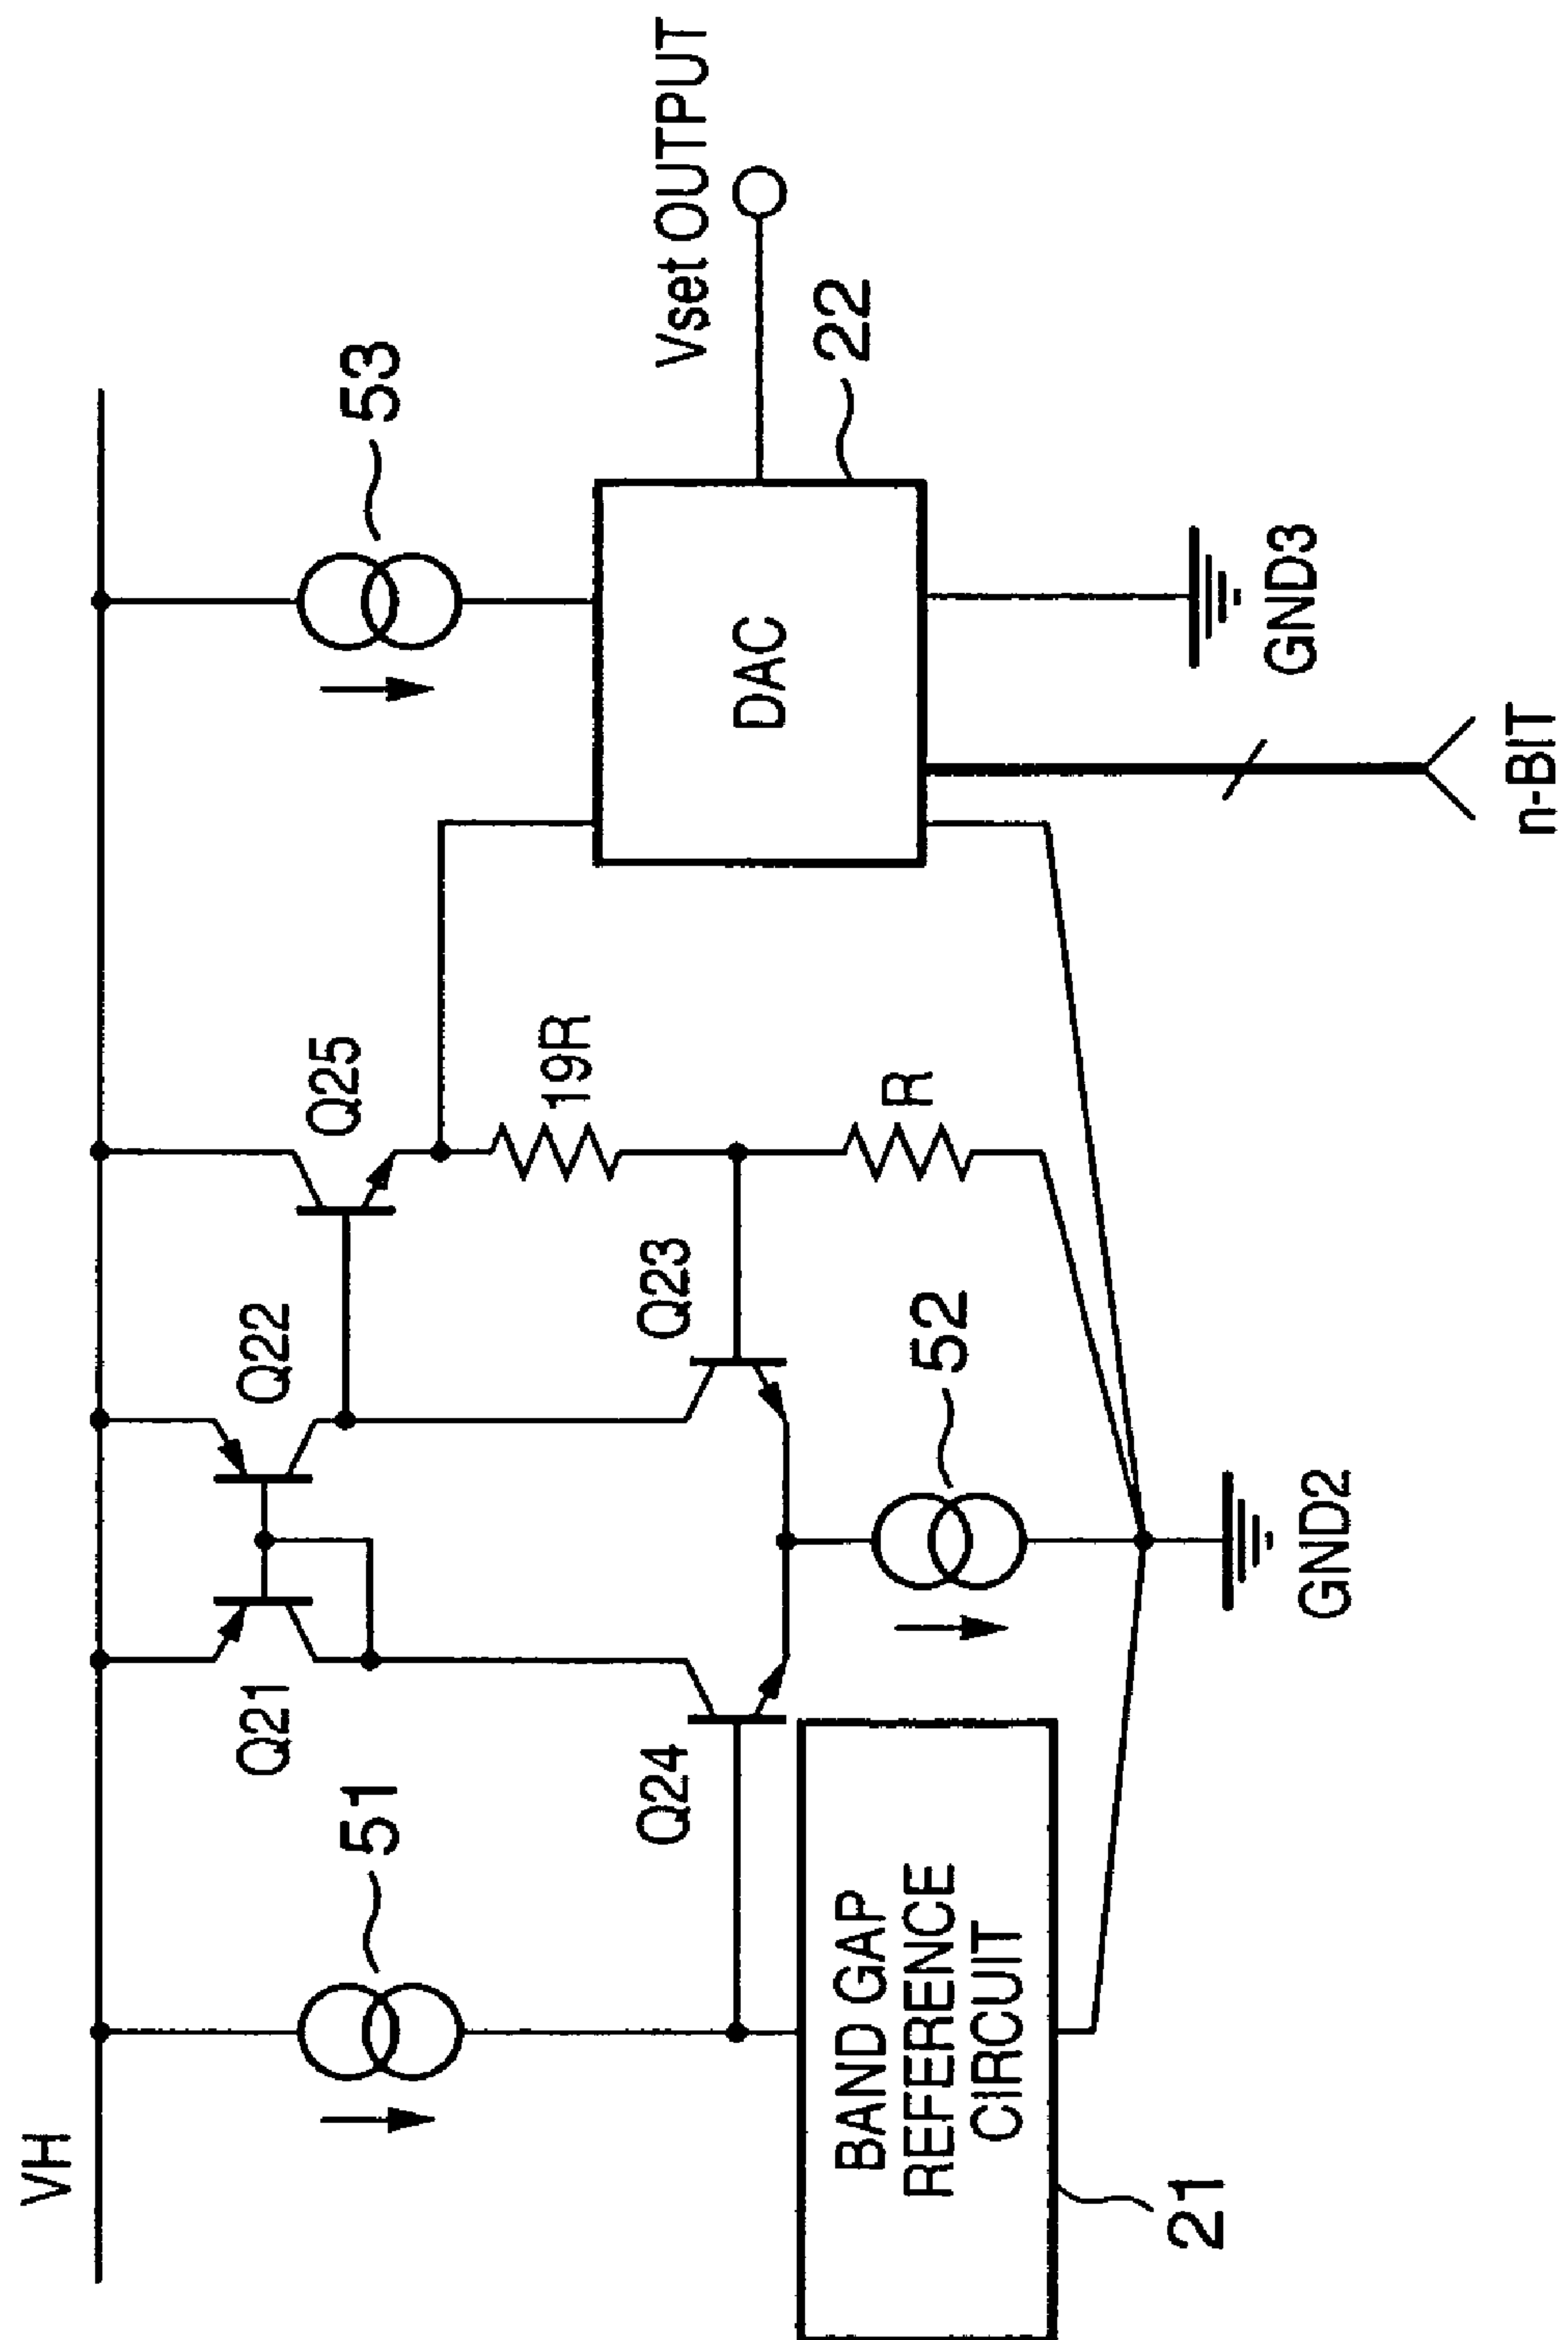 VH
51
53
Q21
Q22
Q25
19R
Q24
Q23
R
Vset OUTPUT
BAND GAP
REFERENCE
CIRCUIT
52
DAC
22
21
GND2
GND3
n-BIT